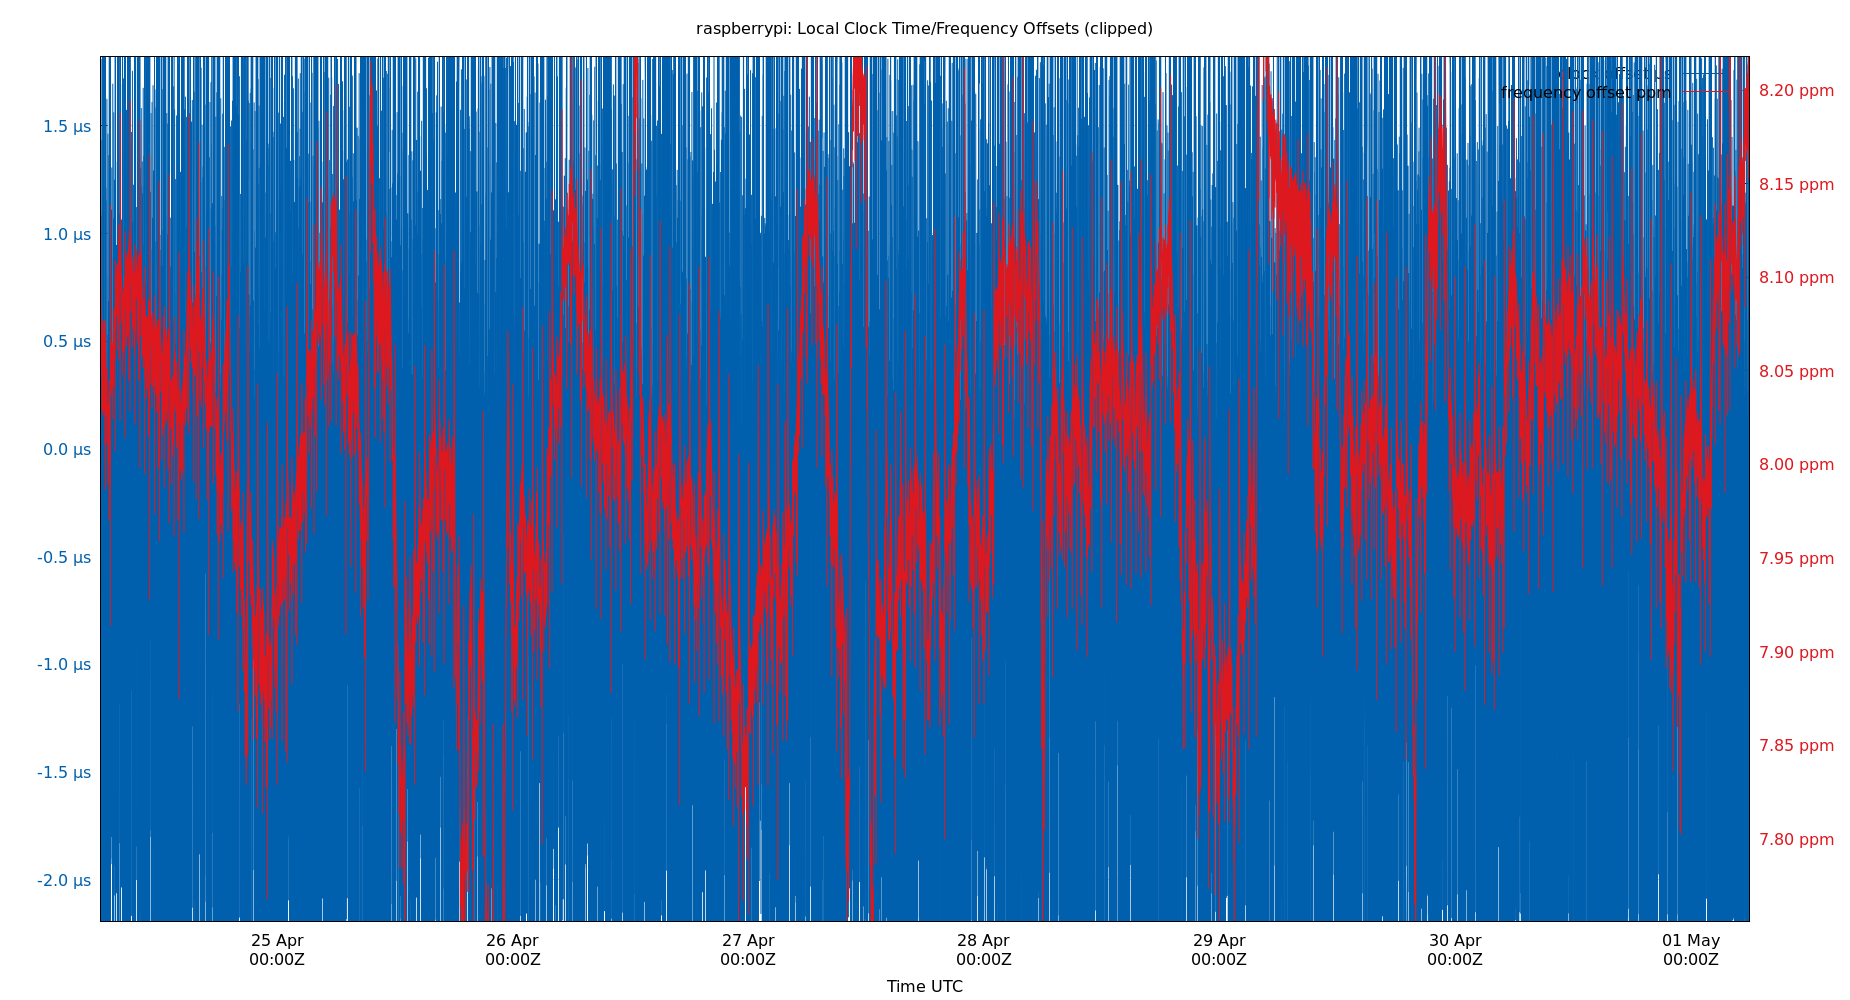 raspberrypi: Local Clock Time/Frequency Offsets (clipped)
clock offset µs
frequency offset ppm
1.5 µs
1.0 µs
0.5 µs
0.0 µs
-0.5 µs
-1.0 µs
-1.5 µs
-2.0 µs
8.20 ppm
8.15 ppm
8.10 ppm
8.05 ppm
8.00 ppm
7.95 ppm
7.90 ppm
7.85 ppm
7.80 ppm
25 Apr
00:00Z
26 Apr
00:00Z
27 Apr
00:00Z
28 Apr
00:00Z
29 Apr
00:00Z
30 Apr
00:00Z
01 May
00:00Z
Time UTC